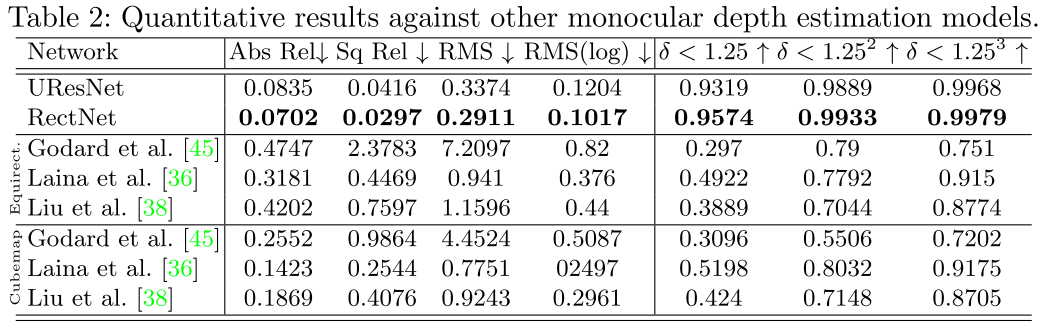 Table 2: Quantitative results against other monocular depth estimation models.
Network Abs Rel↓ Sq Rel ↓ RMS ↓ RMS(log) ↓ δ < 1.25 ↑ δ < 1.25² ↑ δ < 1.25³ ↑
UResNet 0.0835 0.0416 0.3374 0.1204 0.9319 0.9889 0.9968
RectNet 0.0702 0.0297 0.2911 0.1017 0.9574 0.9933 0.9979
Equirect.
Godard et al. [45] 0.4747 2.3783 7.2097 0.82 0.297 0.79 0.751
Laina et al. [36] 0.3181 0.4469 0.941 0.376 0.4922 0.7792 0.915
Liu et al. [38] 0.4202 0.7597 1.1596 0.44 0.3889 0.7044 0.8774
Cubemap
Godard et al. [45] 0.2552 0.9864 4.4524 0.5087 0.3096 0.5506 0.7202
Laina et al. [36] 0.1423 0.2544 0.7751 02497 0.5198 0.8032 0.9175
Liu et al. [38] 0.1869 0.4076 0.9243 0.2961 0.424 0.7148 0.8705